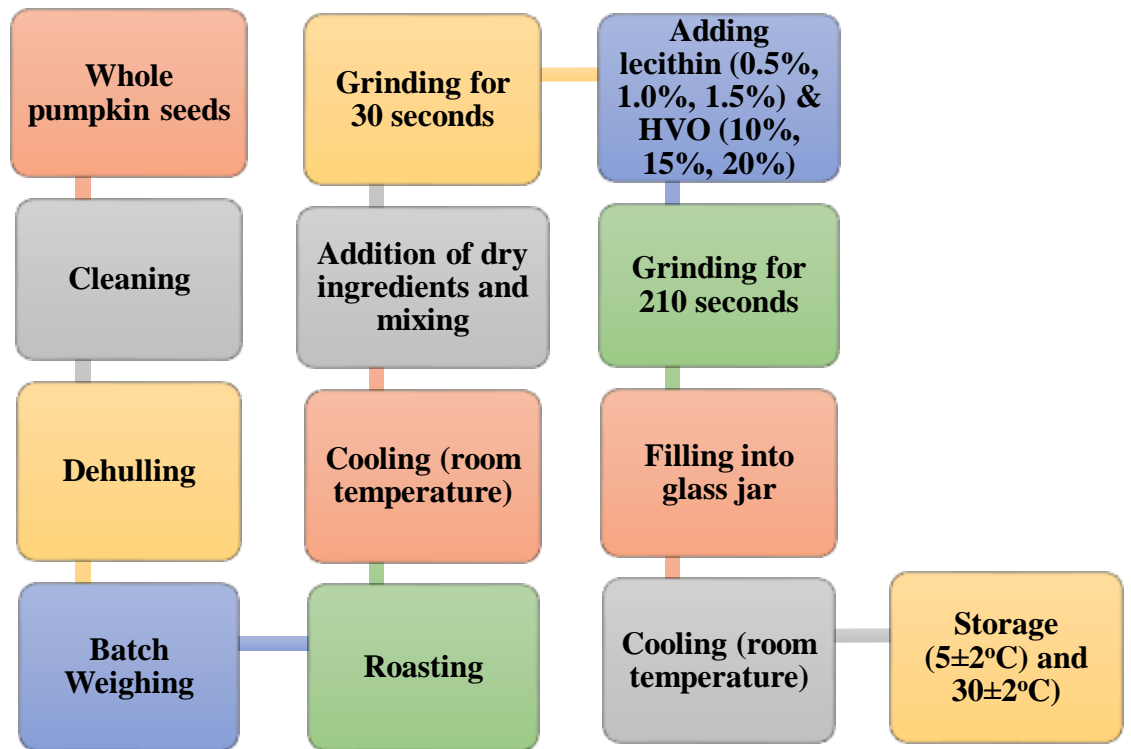 Whole
pumpkin seeds
Cleaning
Dehulling
Batch
Weighing
Roasting
Cooling (room
temperature)
Addition of dry
ingredients and
mixing
Grinding for
30 seconds
Adding
lecithin (0.5%,
1.0%, 1.5%) &
HVO (10%,
15%, 20%)
Grinding for
210 seconds
Filling into
glass jar
Cooling (room
temperature)
Storage
(5±2ᵒC) and
30±2ᵒC)